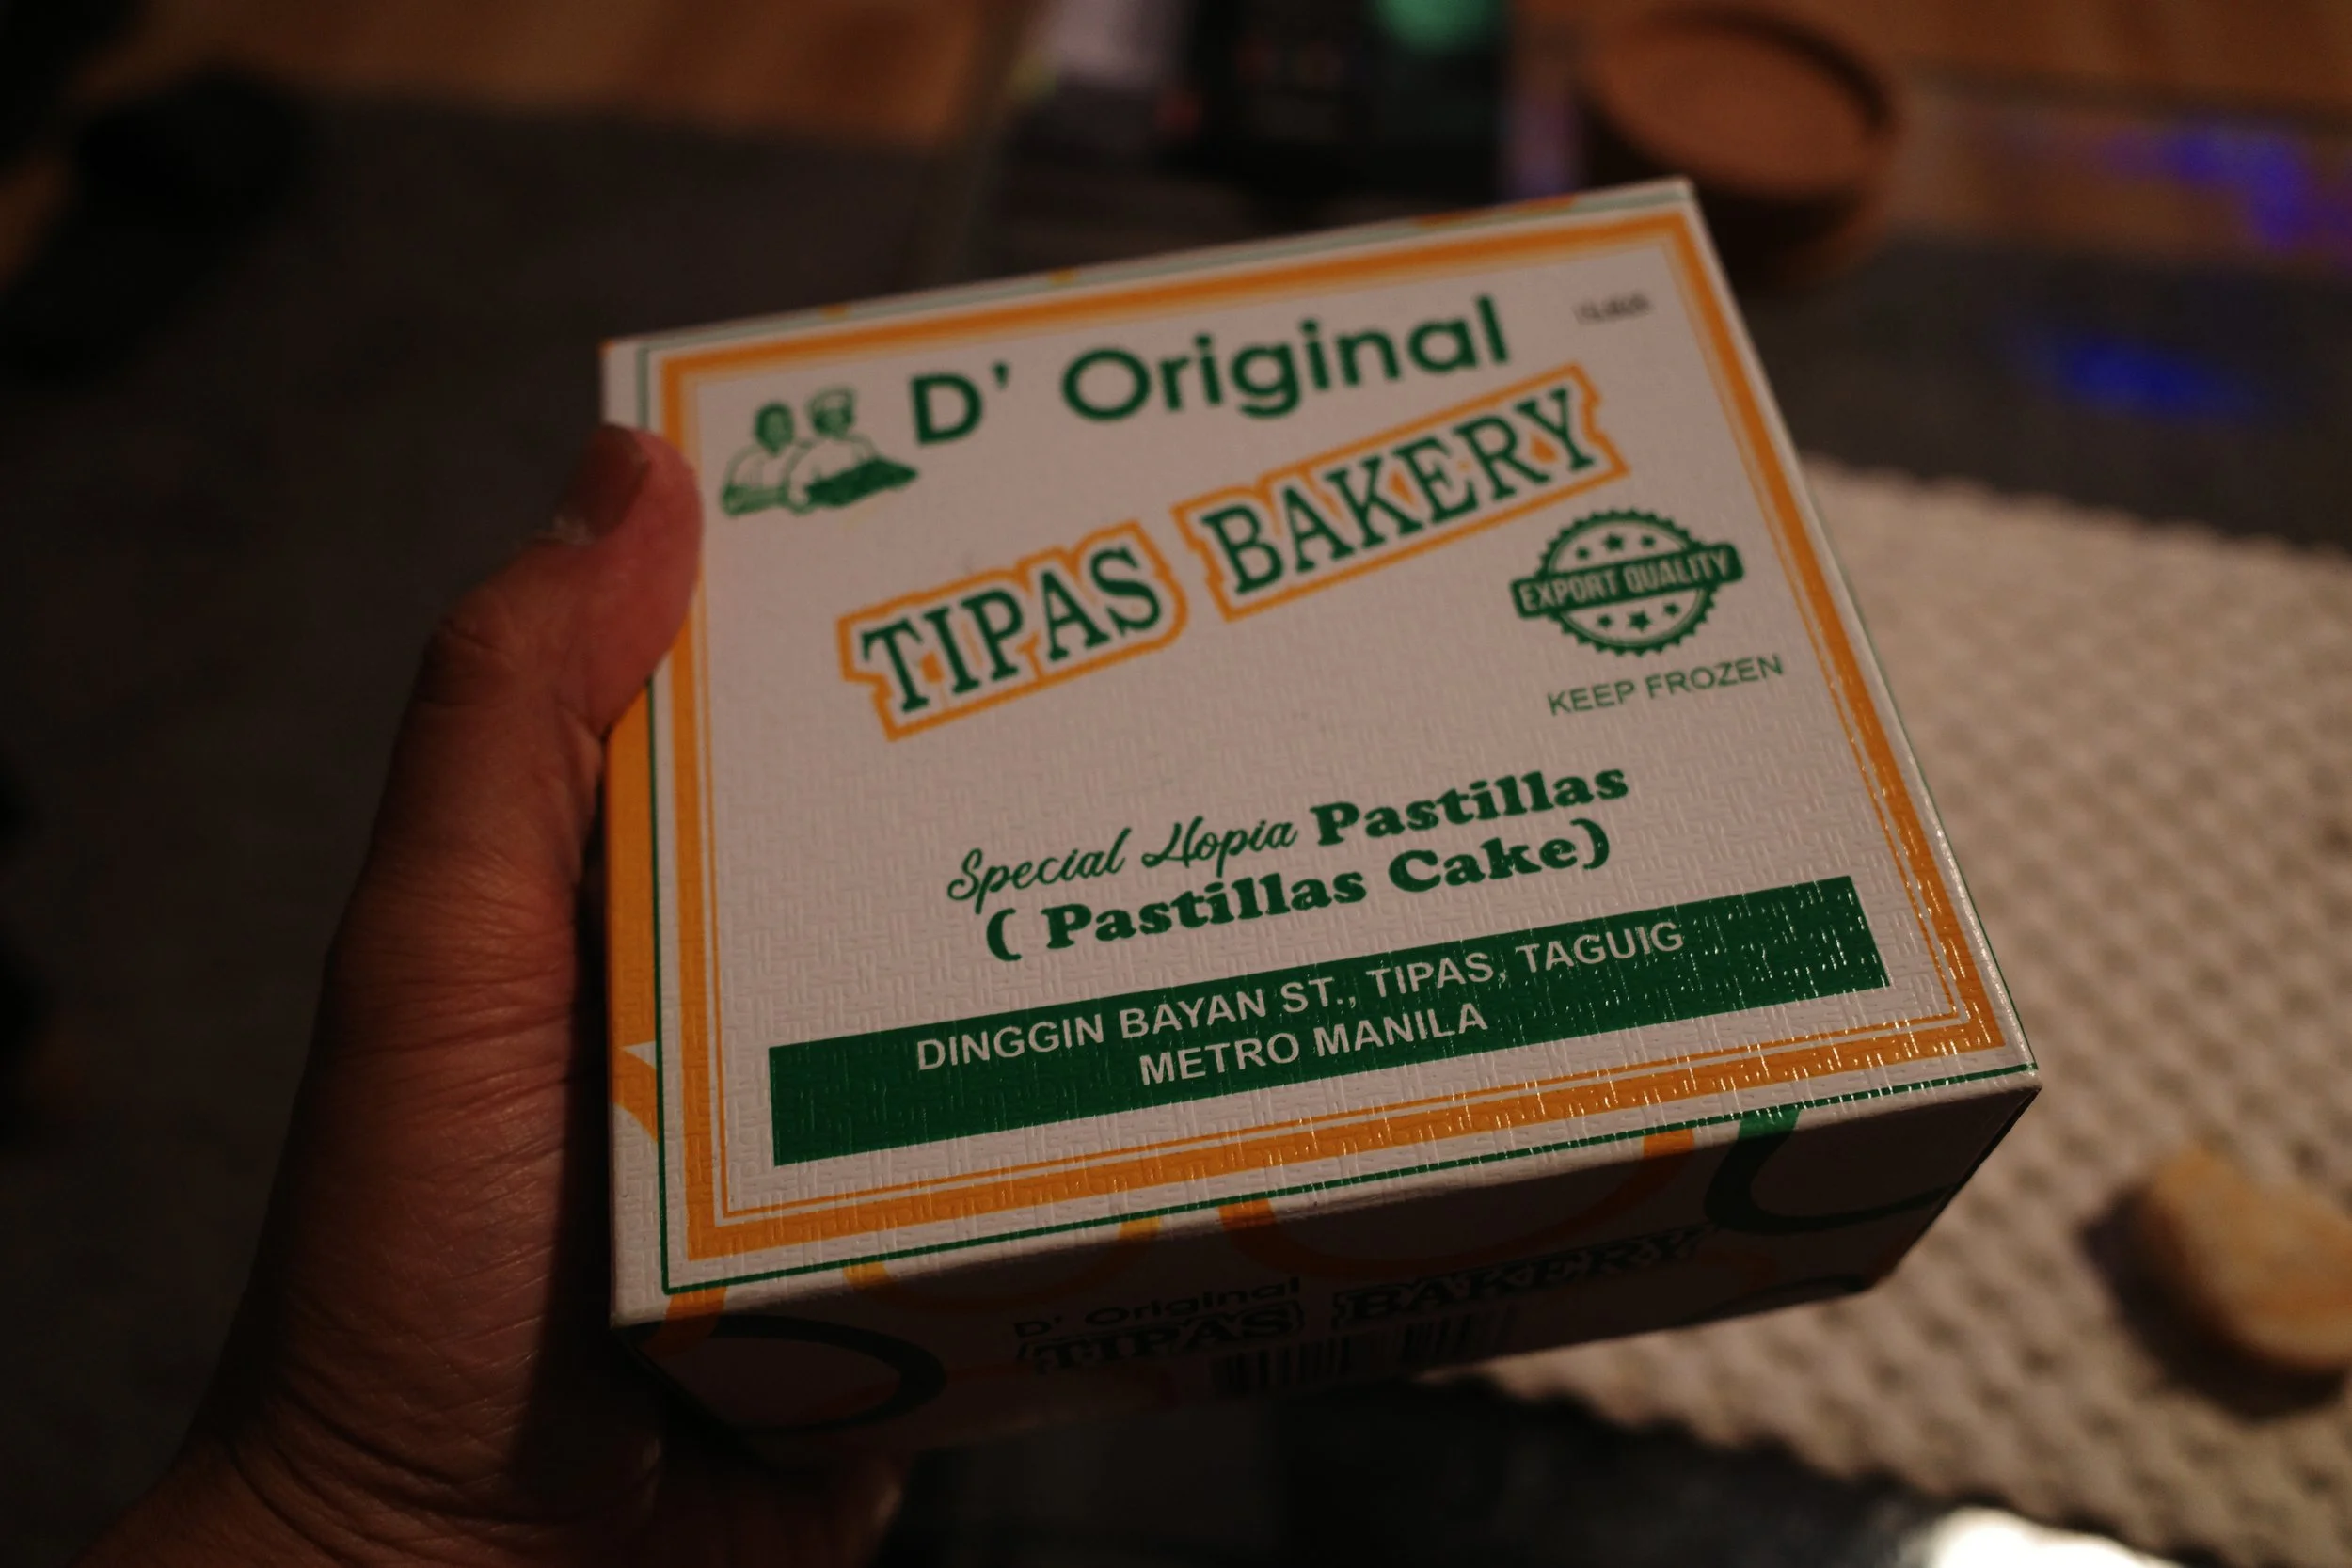 D' Original
TIPAS BAKERY
EXPORT QUALITY
KEEP FROZEN
Special Hopia Pastillas
( Pastillas Cake)
DINGGIN BAYAN ST., TIPAS, TAGUIG
METRO MANILA
D' Original
TIPAS BAKERY